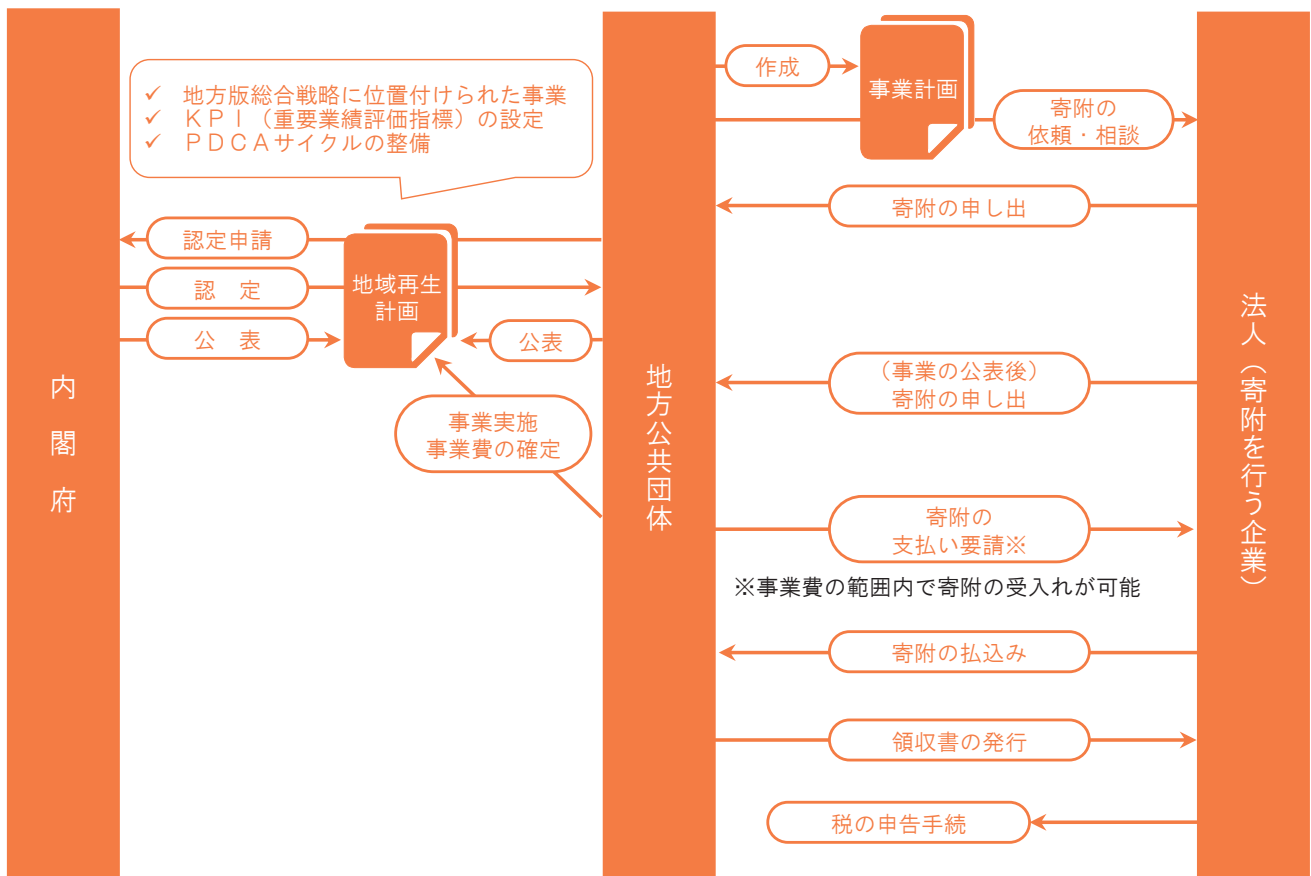 内閣府
✓ 地方版総合戦略に位置付けられた事業
✓ ＫＰＩ（重要業績評価指標）の設定
✓ ＰＤＣＡサイクルの整備
認定申請
認　定
公　表
地域再生
計画
公表
事業実施
事業費の確定
地方公共団体
作成
事業計画
寄附の
依頼・相談
寄附の申し出
（事業の公表後）
寄附の申し出
寄附の
支払い要請※
※事業費の範囲内で寄附の受入れが可能
寄附の払込み
領収書の発行
税の申告手続
法人（寄附を行う企業）